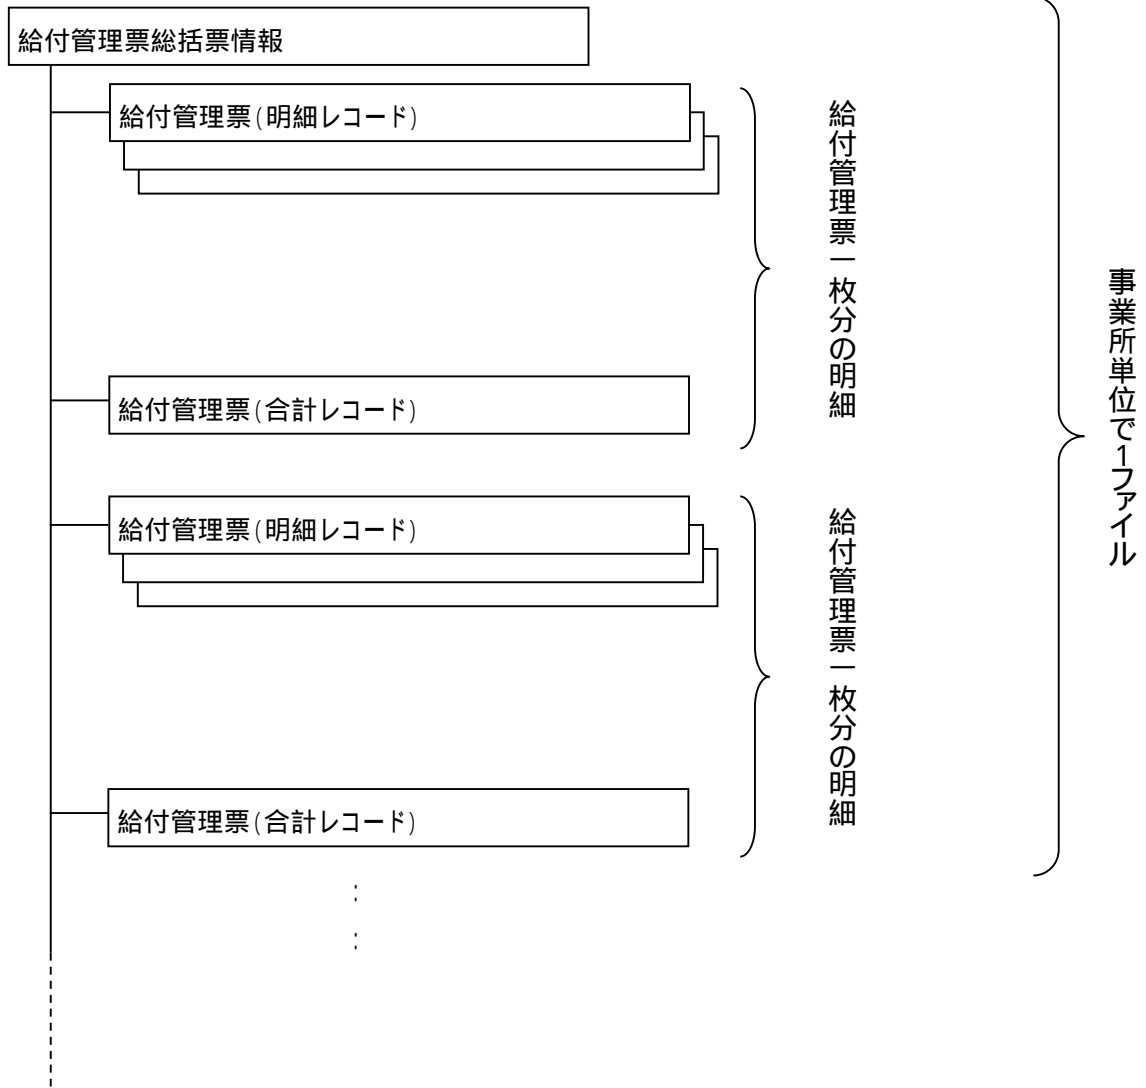 給付管理票総括票情報
給付管理票(明細レコード)
給付管理票(合計レコード)
給付管理票一枚分の明細
給付管理票(明細レコード)
給付管理票(合計レコード)
給付管理票一枚分の明細
：
：
事業所単位で1ファイル